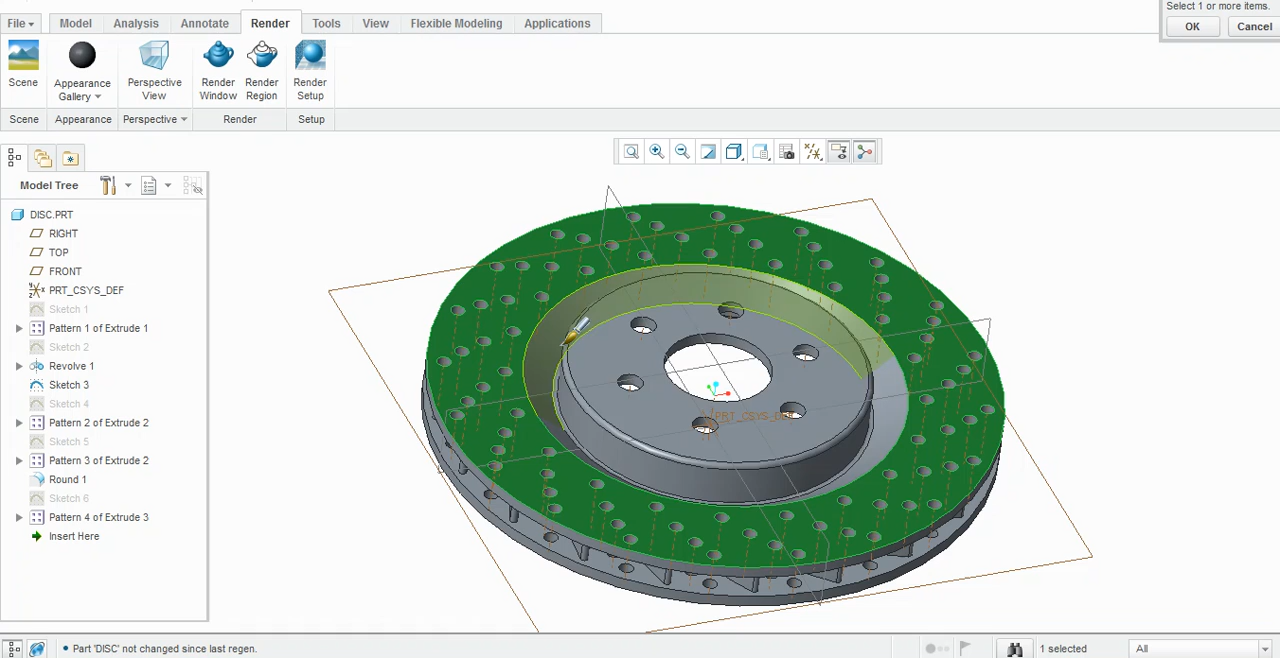 Select 1 or more items.
File Model Analysis Annotate Render Tools View Flexible Modeling Applications
OK Cancel
Scene Appearance Gallery Perspective View Render Window Render Region Render Setup
Scene Appearance Perspective Render Setup
Model Tree
DISC.PRT
RIGHT
TOP
FRONT
PRT_CSYS_DEF
Sketch 1
Pattern 1 of Extrude 1
Sketch 2
Revolve 1
Sketch 3
Sketch 4
Pattern 2 of Extrude 2
Sketch 5
Pattern 3 of Extrude 2
Round 1
Sketch 6
Pattern 4 of Extrude 3
Insert Here
PRT_CSYS_DEF
Part 'DISC' not changed since last regen.
1 selected
All